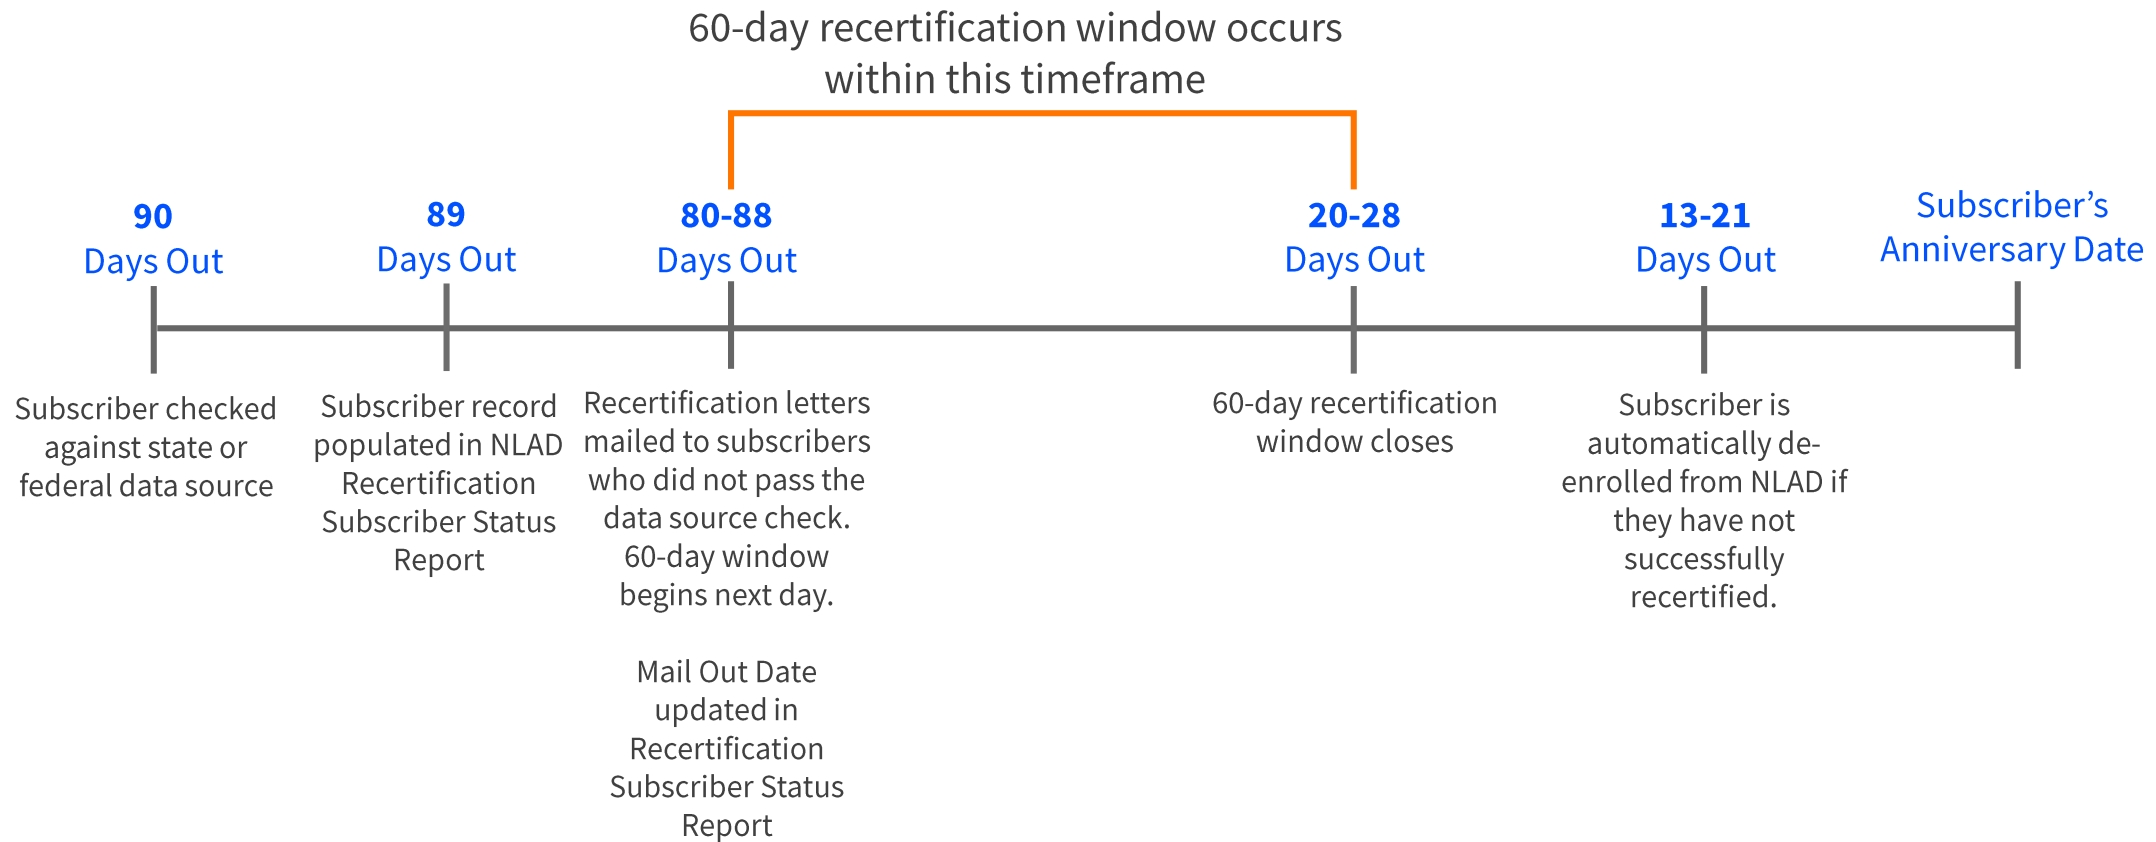 60-day recertification window occurs
within this timeframe
90
Days Out
89
Days Out
80-88
Days Out
20-28
Days Out
13-21
Days Out
Subscriber’s
Anniversary Date
Subscriber checked
against state or
federal data source
Subscriber record
populated in NLAD
Recertification
Subscriber Status
Report
Recertification letters
mailed to subscribers
who did not pass the
data source check.
60-day window
begins next day.
Mail Out Date
updated in
Recertification
Subscriber Status
Report
60-day recertification
window closes
Subscriber is
automatically de-
enrolled from NLAD if
they have not
successfully
recertified.